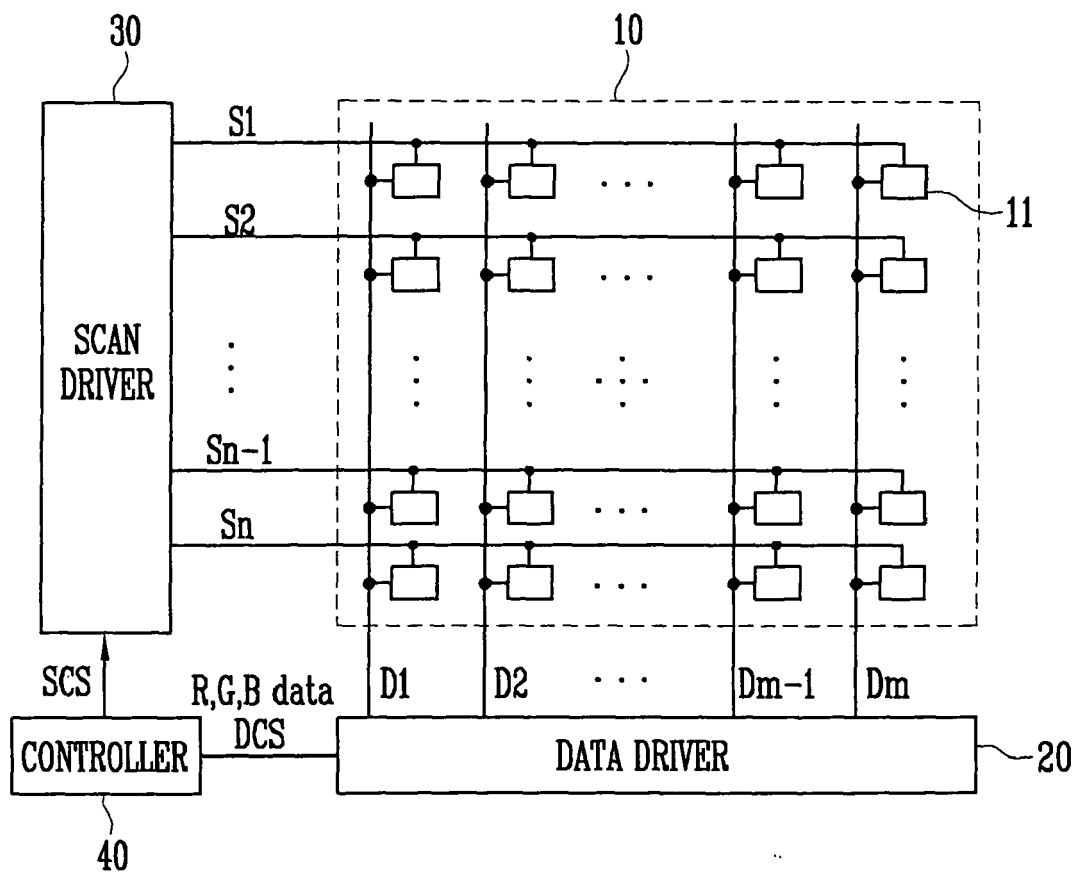 30
10
S1
11
S2
SCAN
DRIVER
Sn-1
Sn
SCS
R,G,B data
DCS
D1 D2 Dm-1 Dm
CONTROLLER
DATA DRIVER
20
40